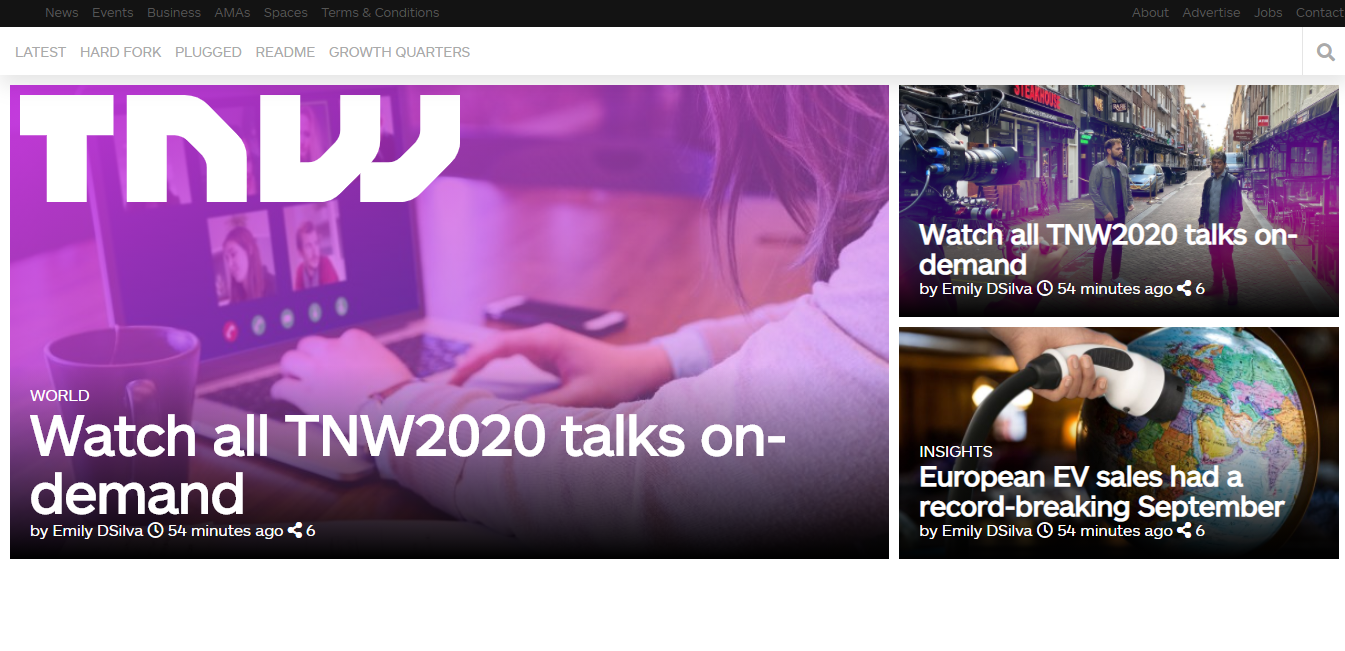 News Events Business AMAs Spaces Terms & Conditions About Advertise Jobs Contact
LATEST HARD FORK PLUGGED README GROWTH QUARTERS
TNW
WORLD
Watch all TNW2020 talks on-
demand
by Emily DSilva 54 minutes ago 6
STEAKHOUSE
Watch all TNW2020 talks on-
demand
by Emily DSilva 54 minutes ago 6
INSIGHTS
European EV sales had a
record-breaking September
by Emily DSilva 54 minutes ago 6